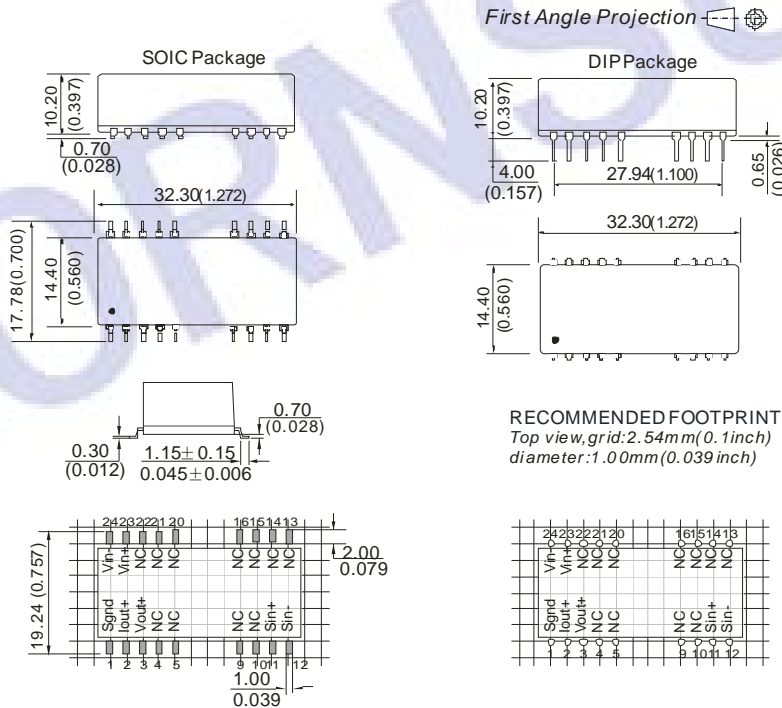 First Angle Projection
SOIC Package
10.20
(0.397)
0.70
(0.028)
32.30(1.272)
17.78(0.700)
14.40
(0.560)
0.30
(0.012)
1.15±0.15
0.045±0.006
0.70
(0.028)
24 23 22 21 20 16 15 14 13
Vin- Vin+ NC NC NC NC NC NC NC
Sgnd Iout+ Vout+ NC NC NC NC Sin+ Sin-
1 2 3 4 5 9 10 11 12
19.24 (0.757)
2.00
0.079
1.00
0.039
DIP Package
10.20
(0.397)
4.00
(0.157)
27.94(1.100)
0.65
(0.026)
32.30(1.272)
14.40
(0.560)
RECOMMENDED FOOTPRINT
Top view,grid:2.54mm(0.1inch)
diameter:1.00mm(0.039inch)
24 23 22 21 20 16 15 14 13
Vin- Vin+ NC NC NC NC NC NC NC
Sgnd Iout+ Vout+ NC NC NC NC Sin+ Sin-
1 2 3 4 5 9 10 11 12